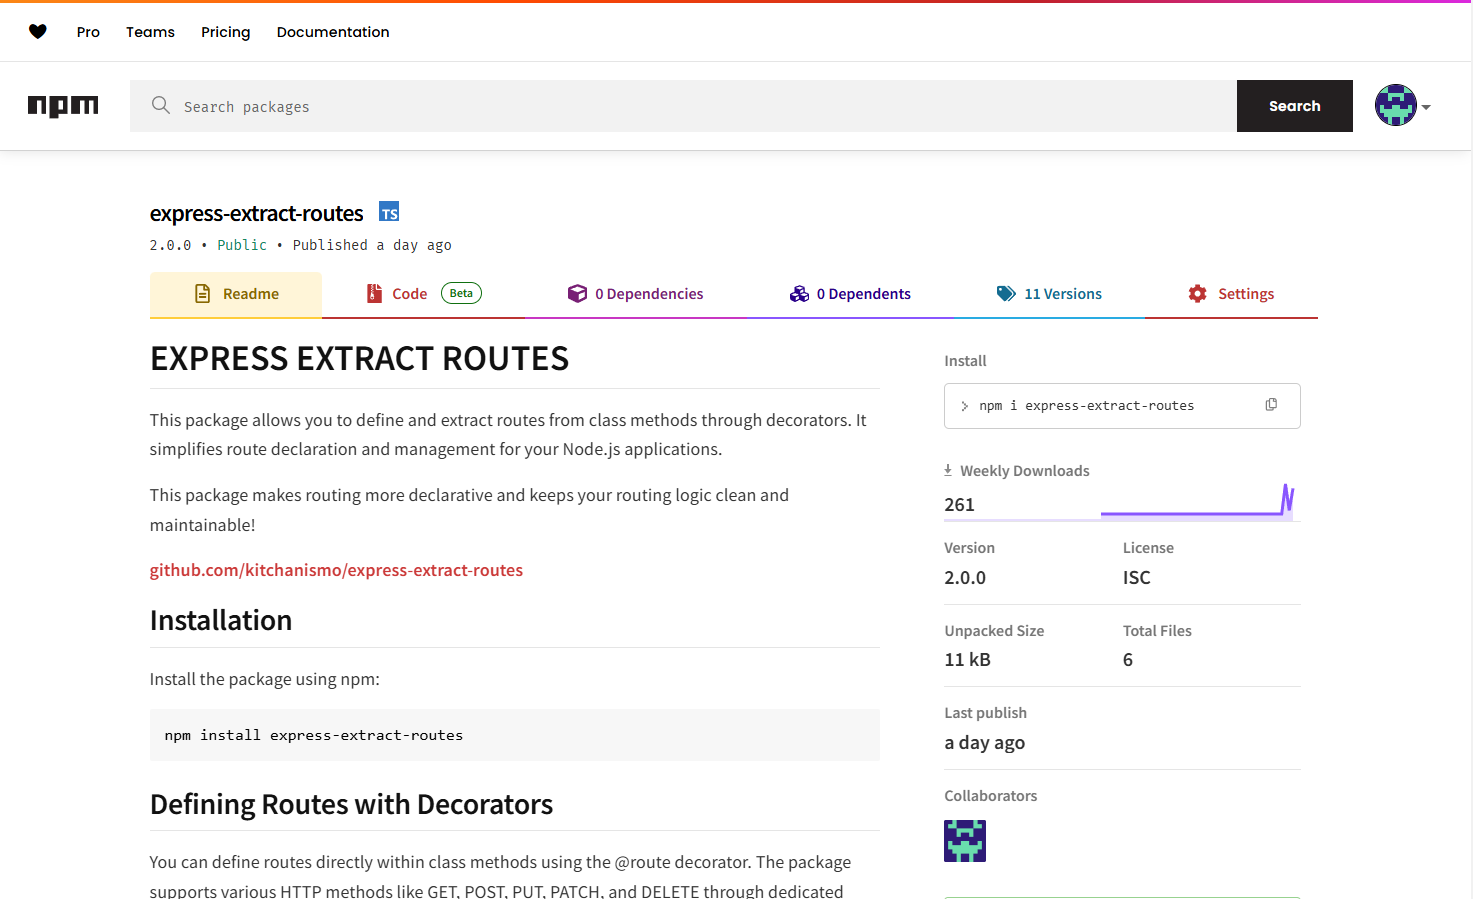 Pro Teams Pricing Documentation
npm Search packages Search
express-extract-routes TS
2.0.0 • Public • Published a day ago
Readme Code Beta 0 Dependencies 0 Dependents 11 Versions Settings
EXPRESS EXTRACT ROUTES
This package allows you to define and extract routes from class methods through decorators. It
simplifies route declaration and management for your Node.js applications.
This package makes routing more declarative and keeps your routing logic clean and
maintainable!
github.com/kitchanismo/express-extract-routes
Installation
Install the package using npm:
npm install express-extract-routes
Defining Routes with Decorators
You can define routes directly within class methods using the @route decorator. The package
supports various HTTP methods like GET, POST, PUT, PATCH, and DELETE through dedicated
Install
> npm i express-extract-routes
Weekly Downloads
261
Version License
2.0.0 ISC
Unpacked Size Total Files
11 kB 6
Last publish
a day ago
Collaborators